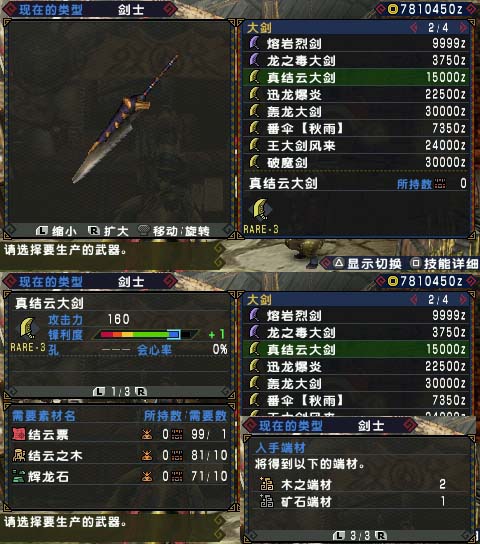 现在的类型 剑士
7810450z
大剑 2/4
熔岩烈剑 9999z
龙之毒大剑 3750z
真结云大剑 15000z
迅龙爆炎 22500z
轰龙大剑 30000z
番伞【秋雨】 7350z
王大剑风来 24000z
破魔剑 30000z
真结云大剑 所持数 0
RARE-3
L 缩小 R 扩大 移动/旋转
请选择要生产的武器。
△显示切换 □技能详细
现在的类型 剑士
7810450z
真结云大剑
攻击力 160
锋利度 +1
RARE-3
孔 --- 会心率 0%
L 1/3 R
大剑 2/4
熔岩烈剑 9999z
龙之毒大剑 3750z
真结云大剑 15000z
迅龙爆炎 22500z
轰龙大剑 30000z
番伞【秋雨】 7350z
需要素材名 所持数/需要数
结云票 0 99/ 1
结云之木 0 81/10
辉龙石 0 71/10
请选择要生产的武器。
现在的类型 剑士
入手端材
将得到以下的端材。
木之端材 2
矿石端材 1
L 3/3 R